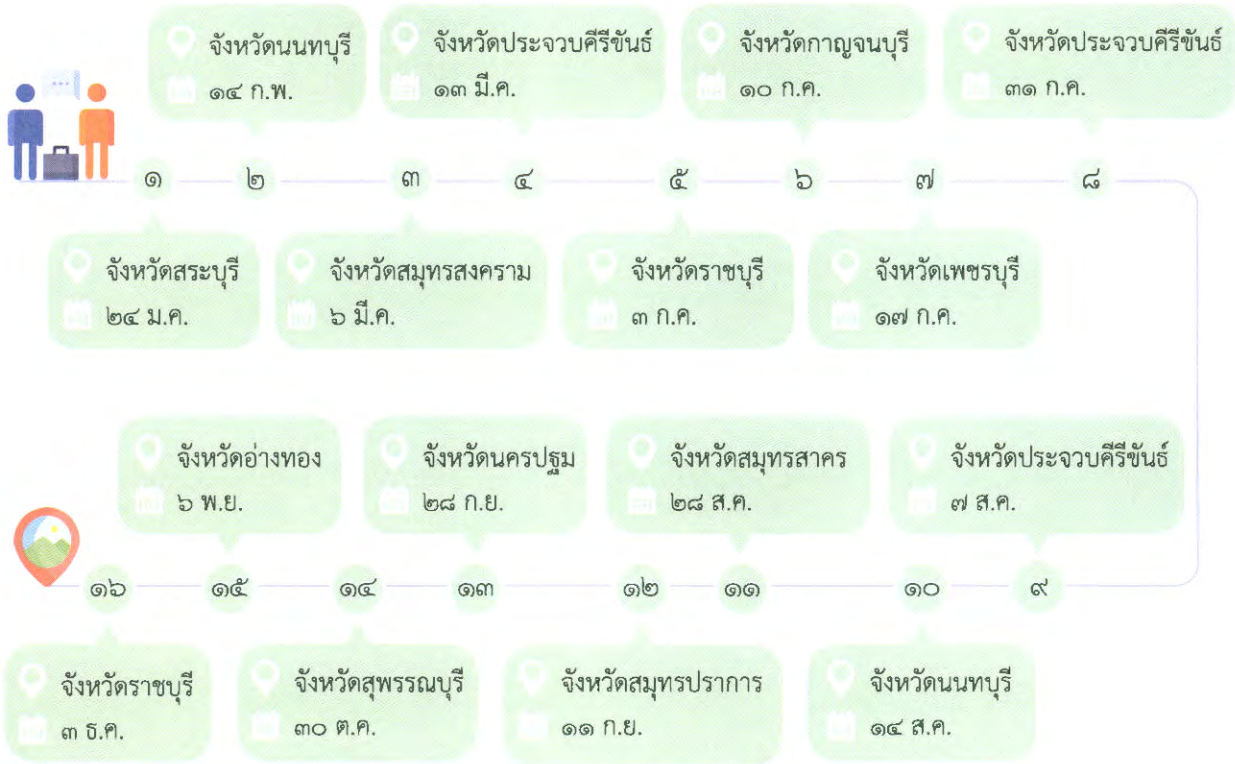 จังหวัดนนทบุรี
๑๔ ก.พ.
จังหวัดประจวบคีรีขันธ์
๑๓ มี.ค.
จังหวัดกาญจนบุรี
๑๐ ก.ค.
จังหวัดประจวบคีรีขันธ์
๓๑ ก.ค.
๑ ๒ ๓ ๔ ๕ ๖ ๗ ๘
จังหวัดสระบุรี
๒๔ ม.ค.
จังหวัดสมุทรสงคราม
๖ มี.ค.
จังหวัดราชบุรี
๓ ก.ค.
จังหวัดเพชรบุรี
๑๗ ก.ค.
จังหวัดอ่างทอง
๖ พ.ย.
จังหวัดนครปฐม
๒๘ ก.ย.
จังหวัดสมุทรสาคร
๒๘ ส.ค.
จังหวัดประจวบคีรีขันธ์
๗ ส.ค.
๑๖ ๑๕ ๑๔ ๑๓ ๑๒ ๑๑ ๑๐ ๙
จังหวัดราชบุรี
๓ ธ.ค.
จังหวัดสุพรรณบุรี
๓๐ ต.ค.
จังหวัดสมุทรปราการ
๑๑ ก.ย.
จังหวัดนนทบุรี
๑๔ ส.ค.